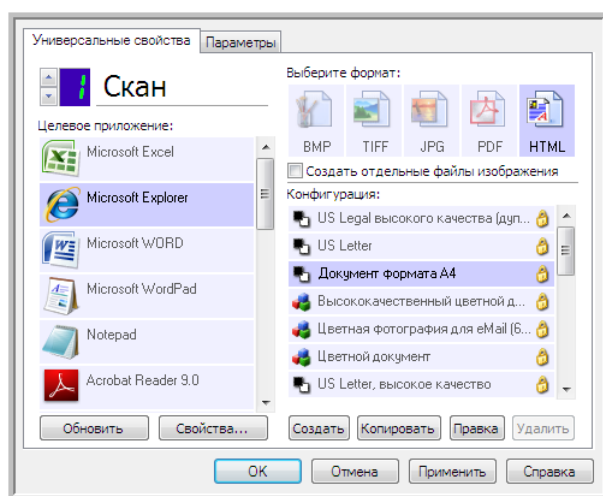 Универсальные свойства
Параметры
1
Скан
Целевое приложение:
Microsoft Excel
Microsoft Explorer
Microsoft WORD
Microsoft WordPad
Notepad
Acrobat Reader 9.0
Обновить
Свойства...
Выберите формат:
BMP TIFF JPG PDF HTML
Создать отдельные файлы изображения
Конфигурация:
US Legal высокого качества (дуп...
US Letter
Документ формата A4
Высококачественный цветной д...
Цветная фотография для eMail (6...
Цветной документ
US Letter, высокое качество
Создать Копировать Правка Удалить
OK Отмена Применить Справка